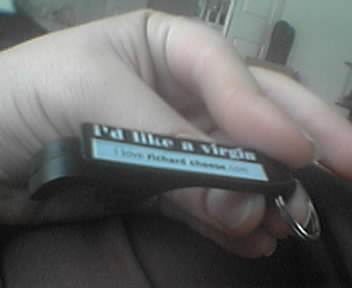 I'd like a virgin
I love richard cheese.com